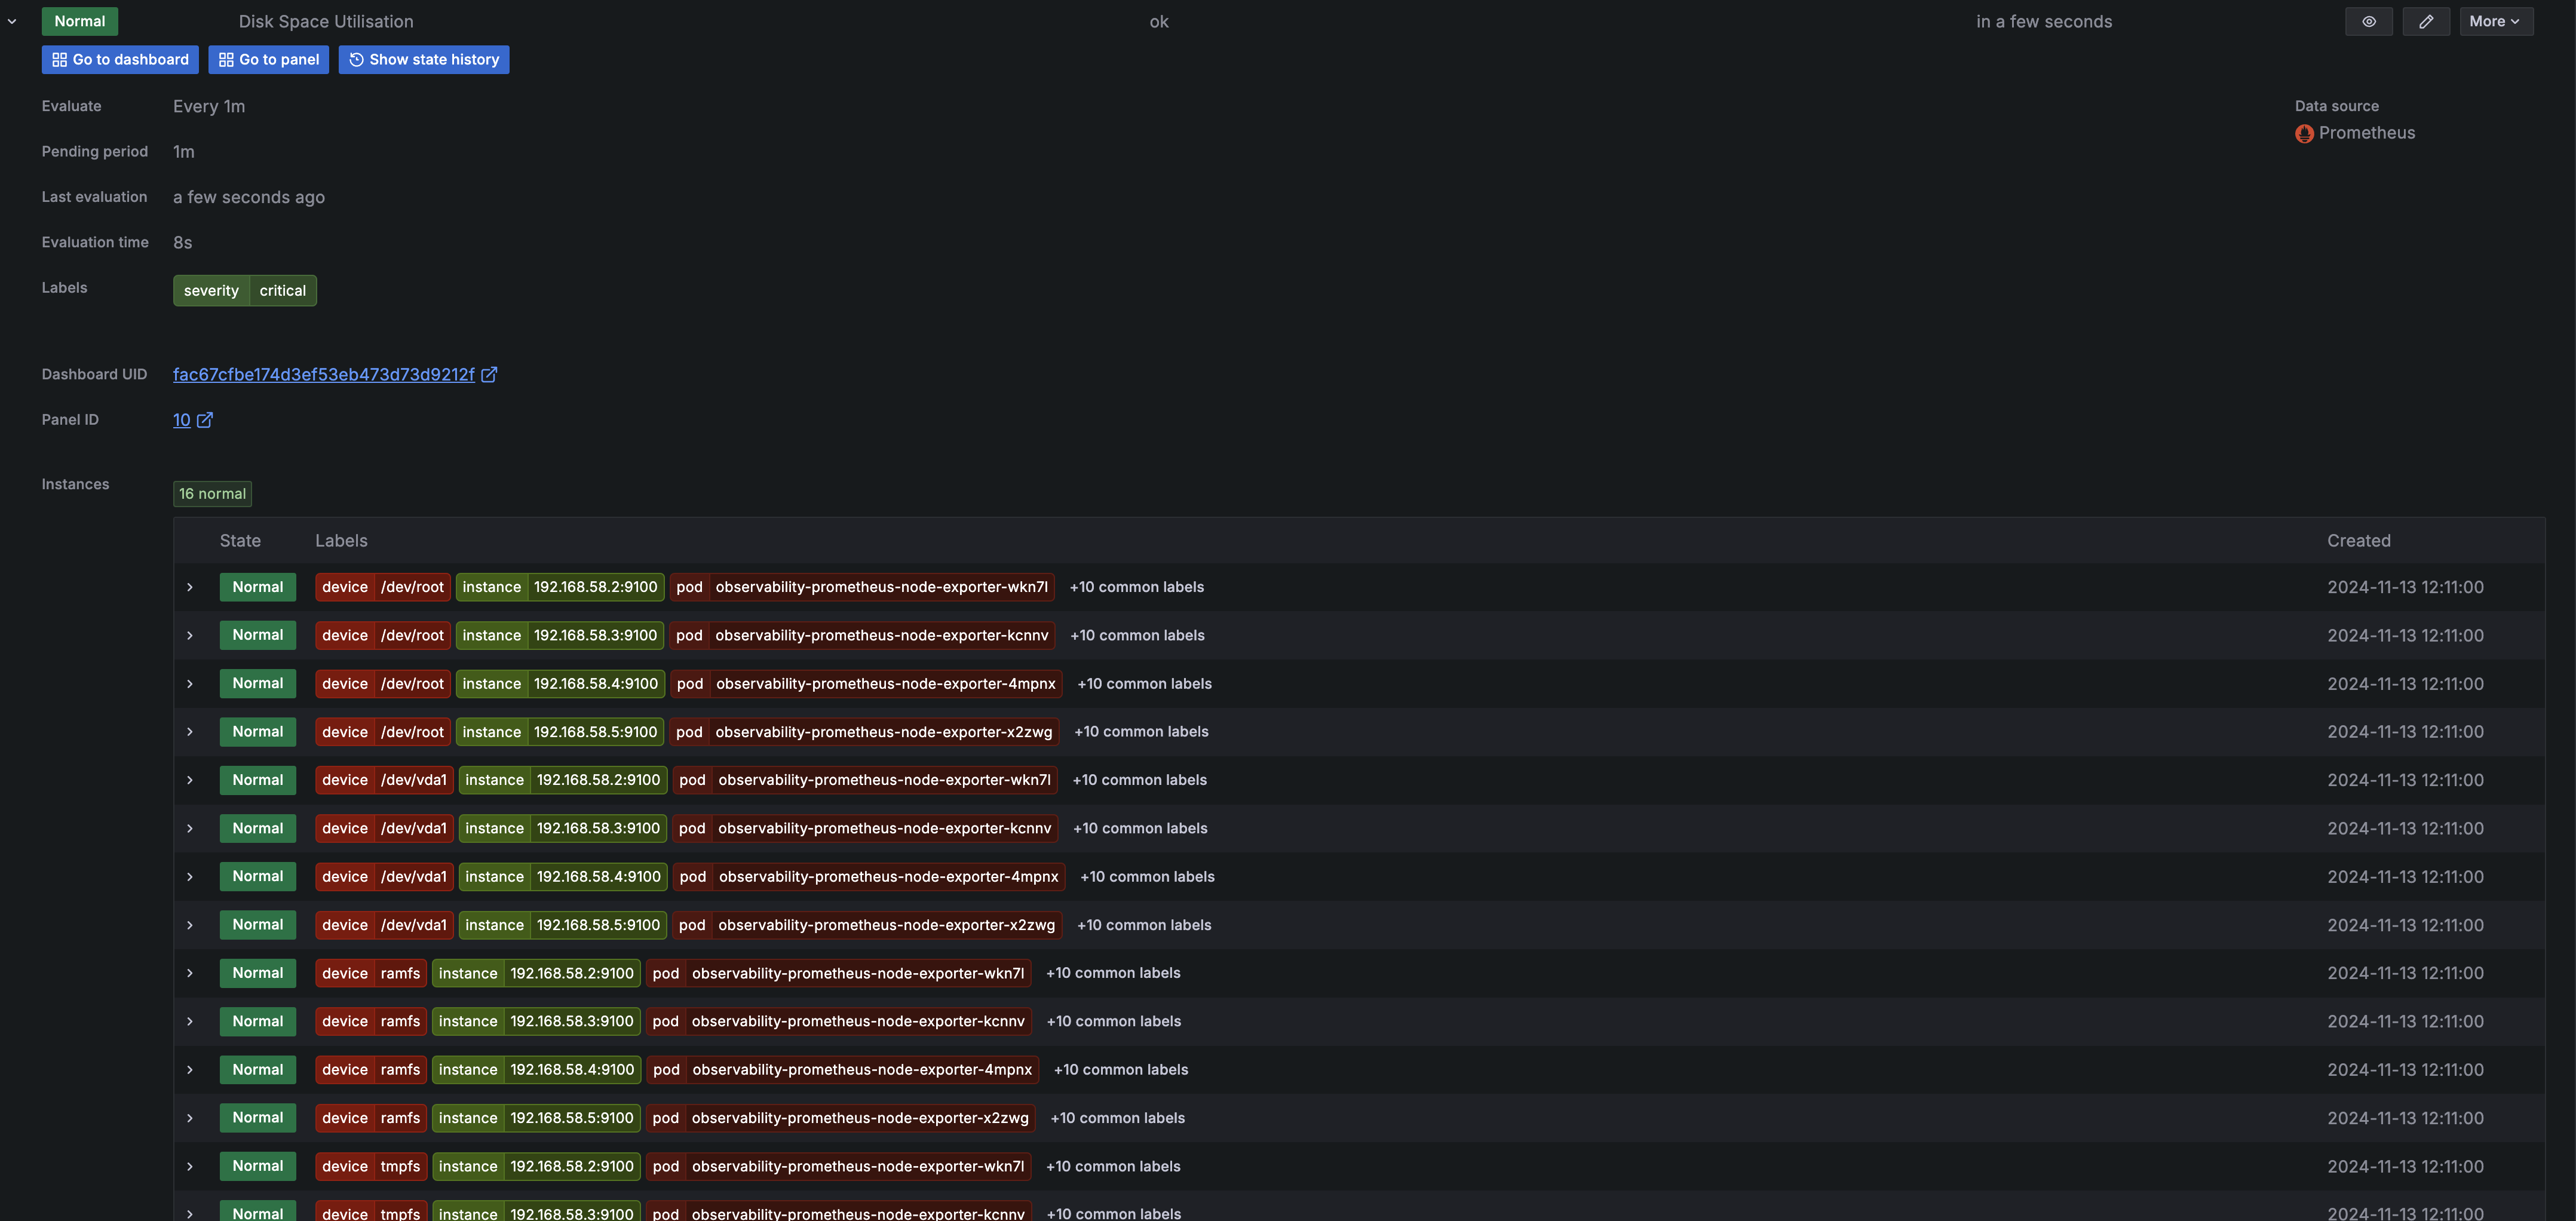 Normal Disk Space Utilisation ok in a few seconds More
Go to dashboard Go to panel Show state history
Evaluate Every 1m Data source
Prometheus
Pending period 1m
Last evaluation a few seconds ago
Evaluation time 8s
Labels severity critical
Dashboard UID fac67cfbe174d3ef53eb473d73d9212f
Panel ID 10
Instances 16 normal
State Labels Created
Normal device /dev/root instance 192.168.58.2:9100 pod observability-prometheus-node-exporter-wkn7l +10 common labels 2024-11-13 12:11:00
Normal device /dev/root instance 192.168.58.3:9100 pod observability-prometheus-node-exporter-kcnnv +10 common labels 2024-11-13 12:11:00
Normal device /dev/root instance 192.168.58.4:9100 pod observability-prometheus-node-exporter-4mpnx +10 common labels 2024-11-13 12:11:00
Normal device /dev/root instance 192.168.58.5:9100 pod observability-prometheus-node-exporter-x2zwg +10 common labels 2024-11-13 12:11:00
Normal device /dev/vda1 instance 192.168.58.2:9100 pod observability-prometheus-node-exporter-wkn7l +10 common labels 2024-11-13 12:11:00
Normal device /dev/vda1 instance 192.168.58.3:9100 pod observability-prometheus-node-exporter-kcnnv +10 common labels 2024-11-13 12:11:00
Normal device /dev/vda1 instance 192.168.58.4:9100 pod observability-prometheus-node-exporter-4mpnx +10 common labels 2024-11-13 12:11:00
Normal device /dev/vda1 instance 192.168.58.5:9100 pod observability-prometheus-node-exporter-x2zwg +10 common labels 2024-11-13 12:11:00
Normal device ramfs instance 192.168.58.2:9100 pod observability-prometheus-node-exporter-wkn7l +10 common labels 2024-11-13 12:11:00
Normal device ramfs instance 192.168.58.3:9100 pod observability-prometheus-node-exporter-kcnnv +10 common labels 2024-11-13 12:11:00
Normal device ramfs instance 192.168.58.4:9100 pod observability-prometheus-node-exporter-4mpnx +10 common labels 2024-11-13 12:11:00
Normal device ramfs instance 192.168.58.5:9100 pod observability-prometheus-node-exporter-x2zwg +10 common labels 2024-11-13 12:11:00
Normal device tmpfs instance 192.168.58.2:9100 pod observability-prometheus-node-exporter-wkn7l +10 common labels 2024-11-13 12:11:00
Normal device tmpfs instance 192.168.58.3:9100 pod observability-prometheus-node-exporter-kcnnv +10 common labels 2024-11-13 12:11:00